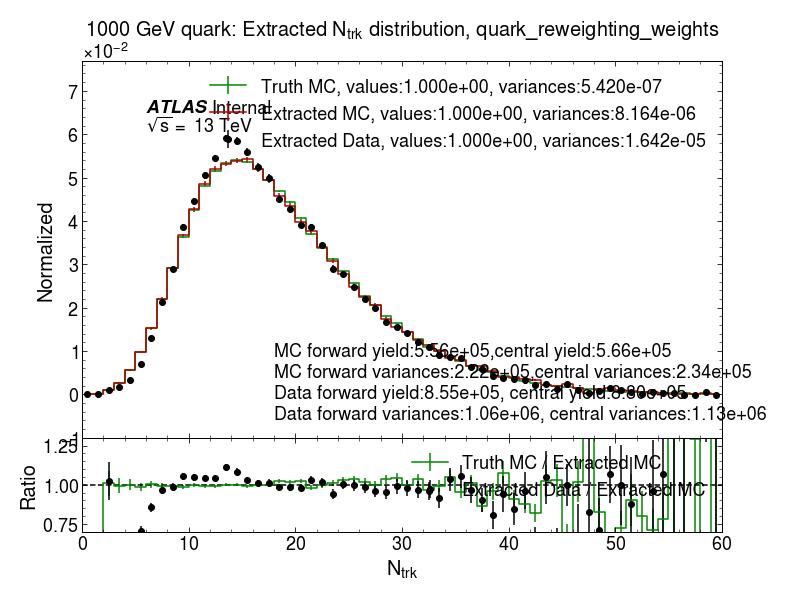 1000 GeV quark: Extracted Ntrk distribution, quark_reweighting_weights
×10−2
Truth MC, values:1.000e+00, variances:5.420e-07
ATLAS Internal
Extracted MC, values:1.000e+00, variances:8.164e-06
√s = 13 TeV
Extracted Data, values:1.000e+00, variances:1.642e-05
7
6
5
4
3
2
1
0
Normalized
MC forward yield:5.56e+05,central yield:5.66e+05
MC forward variances:2.22e+05,central variances:2.34e+05
Data forward yield:8.55e+05, central yield:
Data forward variances:1.06e+06, central variances:1.13e+06
1.25
1.00
0.75
Ratio
Truth MC / Extracted MC
Extracted Data / Extracted MC
0 10 20 30 40 50 60
Ntrk